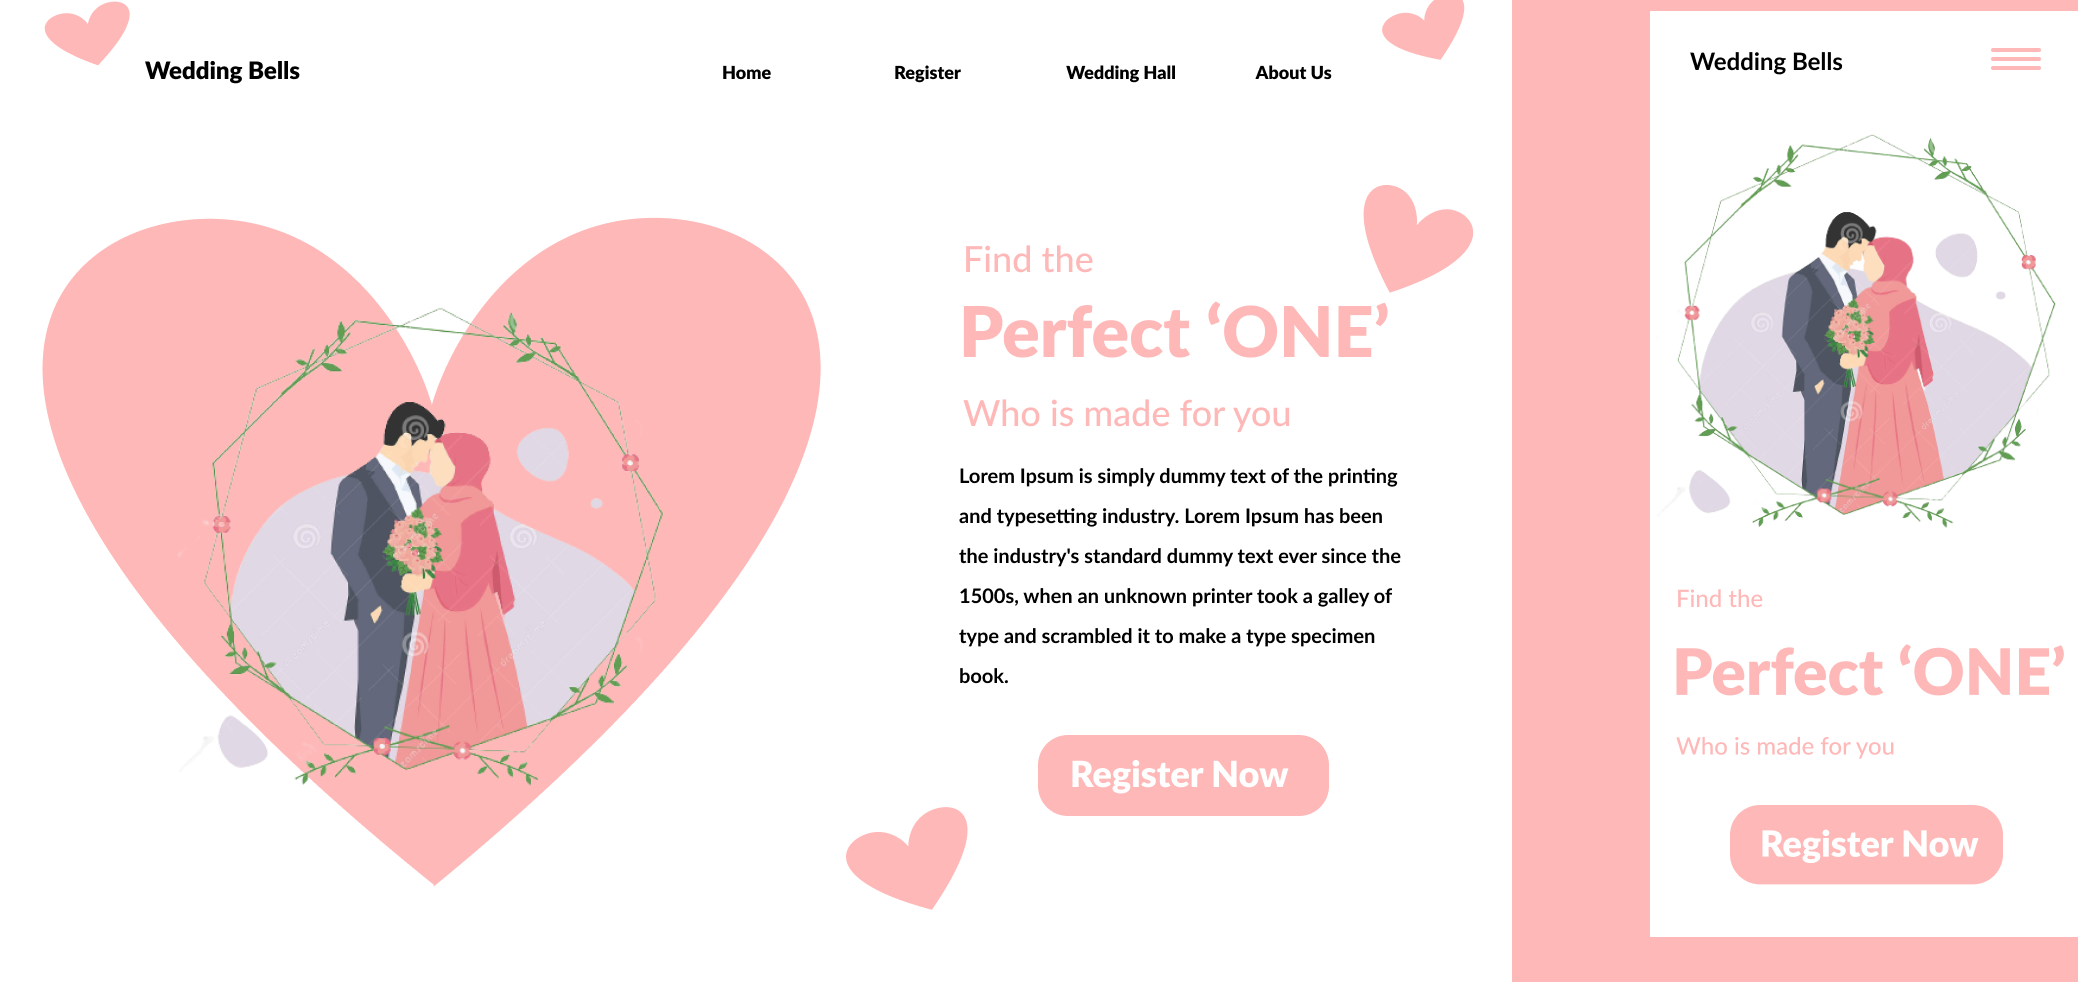 Wedding Bells
Home
Register
Wedding Hall
About Us
Find the
Perfect ‘ONE’
Who is made for you
Lorem Ipsum is simply dummy text of the printing
and typesetting industry. Lorem Ipsum has been
the industry's standard dummy text ever since the
1500s, when an unknown printer took a galley of
type and scrambled it to make a type specimen
book.
Register Now
Wedding Bells
Find the
Perfect ‘ONE’
Who is made for you
Register Now